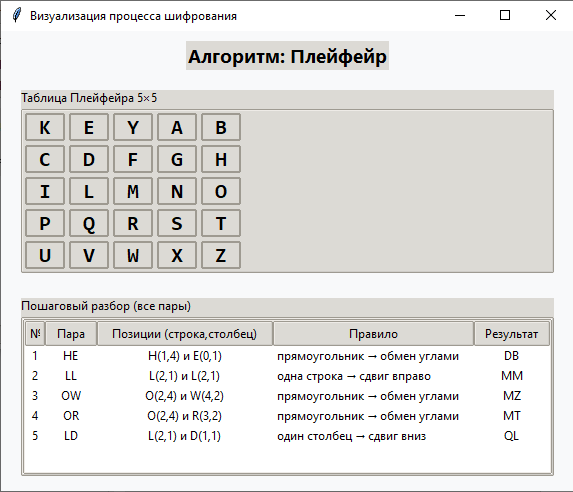 Визуализация процесса шифрования
Алгоритм: Плейфейр
Таблица Плейфейра 5×5
K E Y A B
C D F G H
I L M N O
P Q R S T
U V W X Z
Пошаговый разбор (все пары)
№ Пара Позиции (строка,столбец) Правило Результат
1 HE H(1,4) и E(0,1) прямоугольник → обмен углами DB
2 LL L(2,1) и L(2,1) одна строка → сдвиг вправо MM
3 OW O(2,4) и W(4,2) прямоугольник → обмен углами MZ
4 OR O(2,4) и R(3,2) прямоугольник → обмен углами MT
5 LD L(2,1) и D(1,1) один столбец → сдвиг вниз QL